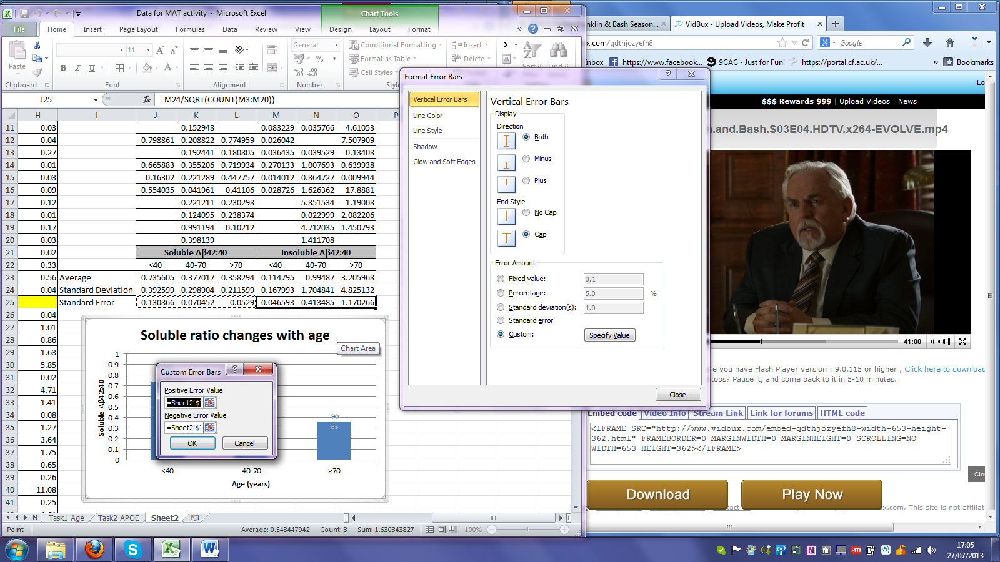 Data for MAT activity - Microsoft Excel
Chart Tools
File Home Insert Page Layout Formulas Data Review View Design Layout Format
Paste
11
General
Conditional Formatting
Format as Table
Cell Styles
Insert
Delete
Clipboard Font Alignment Number
J25 fx =M24/SQRT(COUNT(M3:M20))
H I J K L M N O P
11 0.03 0.152948 0.083229 0.035766 4.61053
12 0.04 0.798861 0.208822 0.774959 0.026042 7.507909
13 0.27 0.192441 0.180805 0.036435 0.039529 0.13408
14 0.01 0.665883 0.355206 0.719934 0.270133 1.007693 0.639938
15 0.03 0.16302 0.221289 0.447757 0.014012 0.864727 0.009944
16 0.09 0.554035 0.041961 0.41106 0.028726 1.626362 17.8881
17 0.12 0.221211 0.230298 5.851534 1.19008
18 0.01 0.124095 0.238374 0.022999 2.082206
19 0.17 0.991194 0.10212 4.712035 1.450793
20 0.03 0.398139 1.411708
21 0.02 Soluble Aβ42:40 Insoluble Aβ42:40
22 0.33 <40 40-70 >70 <40 40-70 >70
23 0.56 Average 0.735605 0.377017 0.358294 0.114795 0.99487 3.205968
24 0.04 Standard Deviation 0.392599 0.298904 0.211599 0.167993 1.704841 4.825132
25 Standard Error 0.130866 0.070452 0.0529 0.046593 0.413485 1.170266
26 0.04
27 1.01
28 0.86
29 1.63
30 5.85
31 0.02
32 4.71
33 1.41
34 0.08
35 1.27
36 3.64
37 1.75
38 0.65
39 0.26
40 11.08
41 0.25
Soluble ratio changes with age
Chart Area
1
0.9
0.8
0.7
0.6
0.5
0.4
0.3
0.2
0.1
0
Soluble Aβ42:40
<40 40-70 >70
Age (years)
Custom Error Bars
Positive Error Value
=Sheet2!$J
Negative Error Value
=Sheet2!$J
OK Cancel
Task1 Age Task2 APOE Sheet2
Point Average: 0.543447942 Count: 3 Sum: 1.630343827 100%
Format Error Bars
Vertical Error Bars
Line Color
Line Style
Shadow
Glow and Soft Edges
Vertical Error Bars
Display
Direction
Both
Minus
Plus
End Style
No Cap
Cap
Error Amount
Fixed value: 0.1
Percentage: 5.0 %
Standard deviation(s): 1.0
Standard error
Custom: Specify Value
Close
nklin & Bash Season...
VidBux - Upload Videos, Make Profit
x.com/qdthjozyefh8
Google
nbox
https://www.facebook...
9GAG - Just for Fun!
https://portal.cf.ac.uk/...
Bookmarks
Lo
$$$ Rewards $$$ | Upload Videos | News
.and.Bash.S03E04.HDTV.x264-EVOLVE.mp4
41:00
re you have Flash Player version : 9.0.115 or higher , Click here to download
tops? Pause it, and come back to it in 5-10 minutes.
Embed code Video Info Stream Link Link for forums HTML code
<IFRAME SRC="http://www.vidbux.com/embed-qdthjozyefh8-width-653-height-
362.html" FRAMEBORDER=0 MARGINWIDTH=0 MARGINHEIGHT=0 SCROLLING=NO
WIDTH=653 HEIGHT=362></IFRAME>
Clo
Download Play Now
ux.com, This site is not affiliat
17:05
27/07/2013